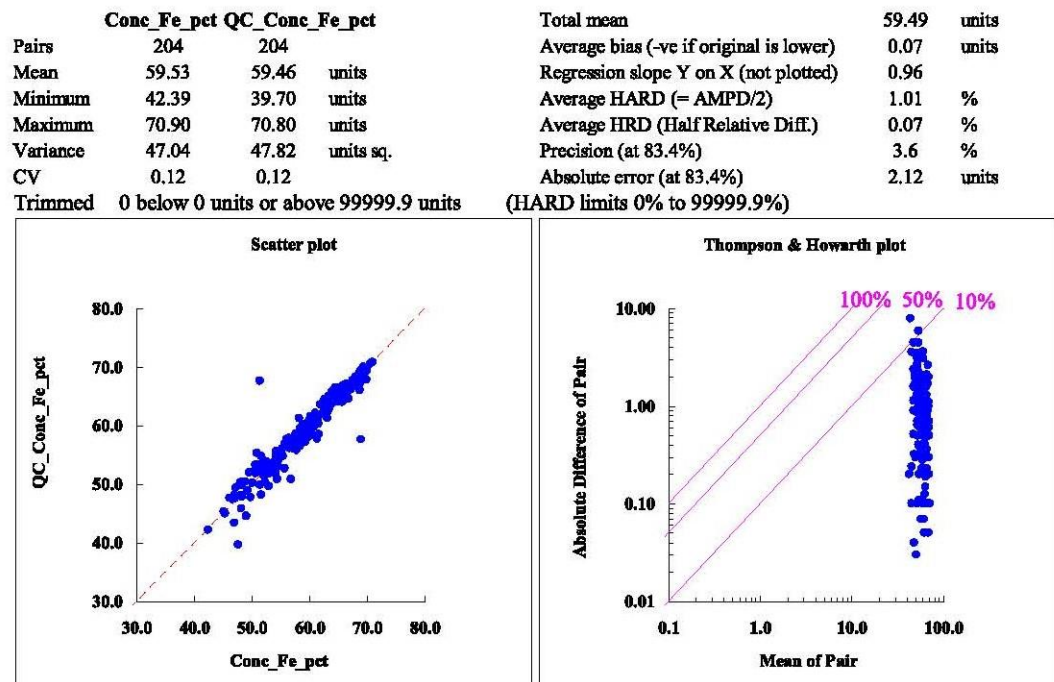 Conc_Fe_pct QC_Conc_Fe_pct
Pairs 204 204
Mean 59.53 59.46 units
Minimum 42.39 39.70 units
Maximum 70.90 70.80 units
Variance 47.04 47.82 units sq.
CV 0.12 0.12
Total mean 59.49 units
Average bias (-ve if original is lower) 0.07 units
Regression slope Y on X (not plotted) 0.96
Average HARD (= AMPD/2) 1.01 %
Average HRD (Half Relative Diff.) 0.07 %
Precision (at 83.4%) 3.6 %
Absolute error (at 83.4%) 2.12 units
Trimmed 0 below 0 units or above 99999.9 units (HARD limits 0% to 99999.9%)
Scatter plot
80.0
70.0
60.0
50.0
40.0
30.0
QC_Conc_Fe_pct
30.0 40.0 50.0 60.0 70.0 80.0
Conc_Fe_pct
Thompson & Howarth plot
100% 50% 10%
10.00
1.00
0.10
0.01
Absolute Difference of Pair
0.1 1.0 10.0 100.0
Mean of Pair